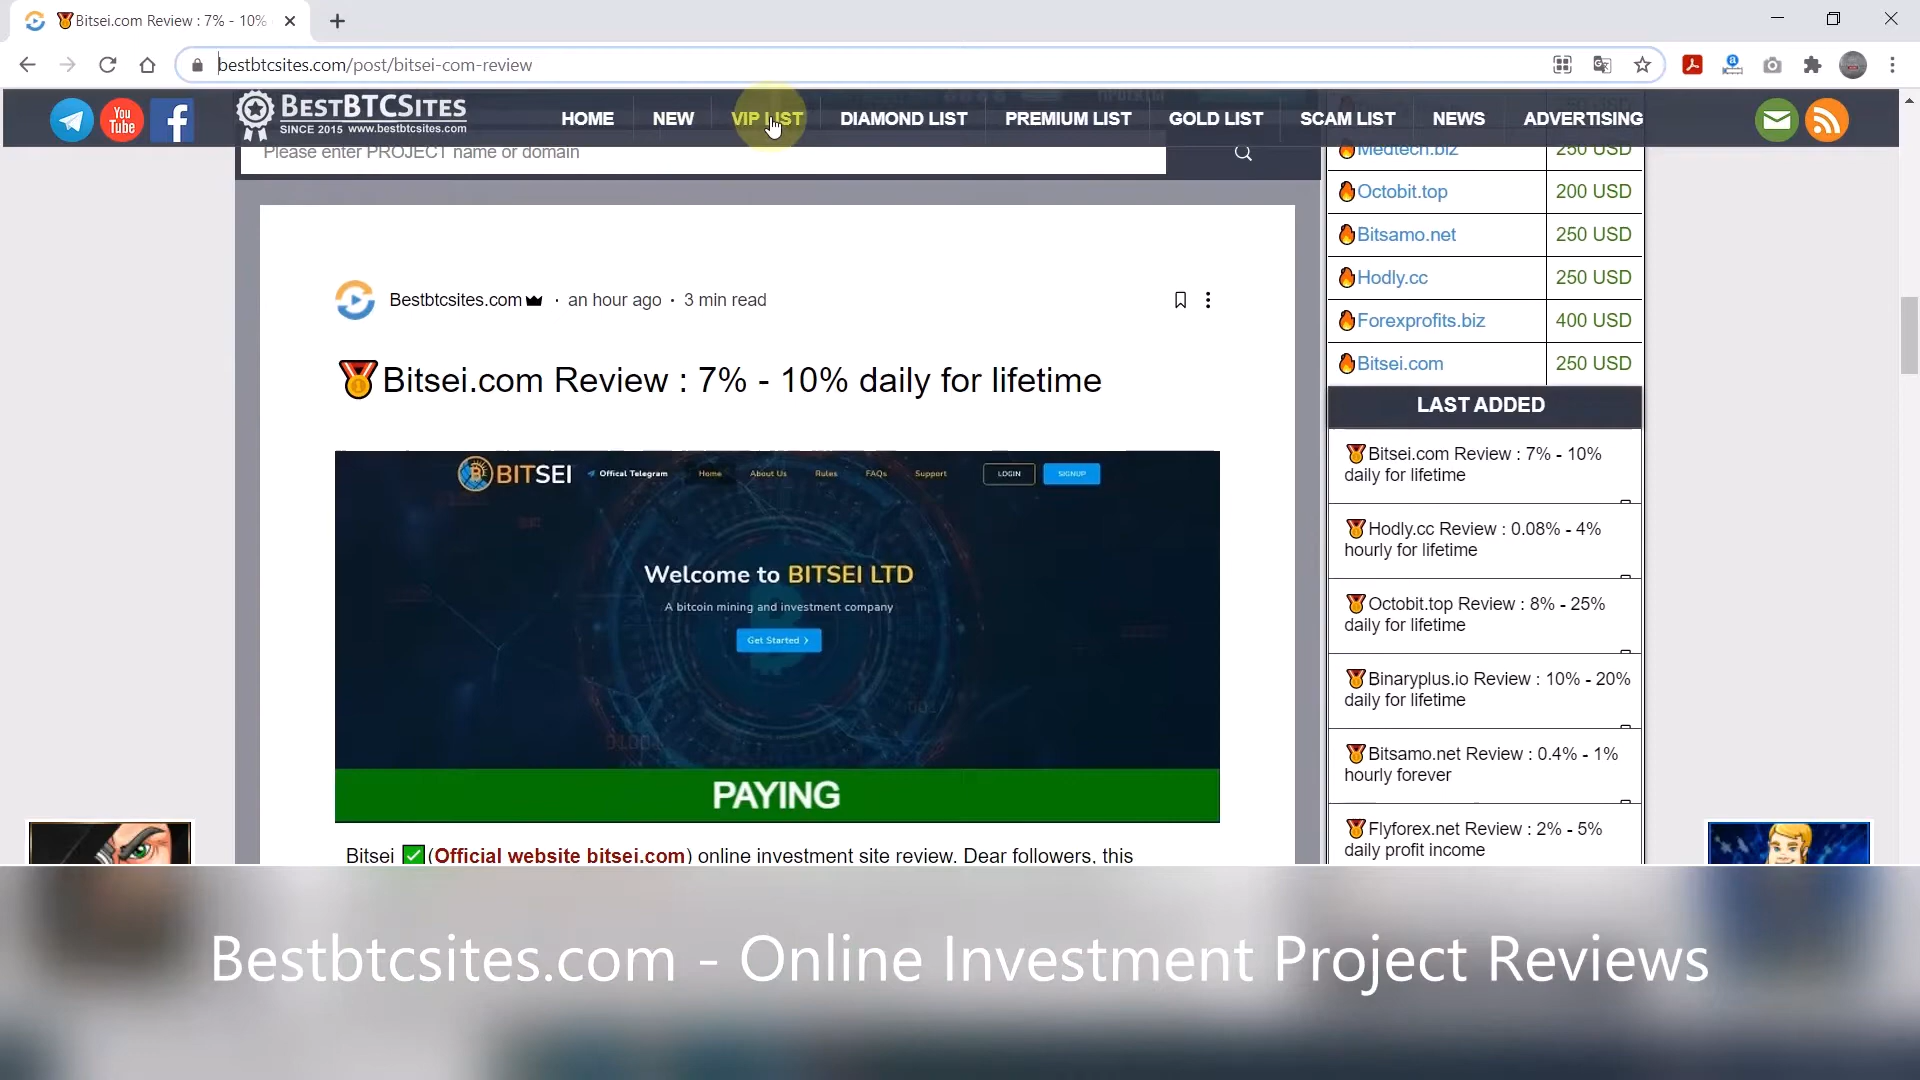 Bitsei.com Review : 7% - 10%
bestbtcsites.com/post/bitsei-com-review
You
Tube
BESTBTCSITES
SINCE 2015 www.bestbtcsites.com
HOME
NEW
VIP LIST
DIAMOND LIST
PREMIUM LIST
GOLD LIST
SCAM LIST
NEWS
ADVERTISING
Please enter PROJECT name or domain
Medtech.biz 250 USD
Octobit.top 200 USD
Bitsamo.net 250 USD
Hodly.cc 250 USD
Forexprofits.biz 400 USD
Bitsei.com 250 USD
Bestbtcsites.com · an hour ago · 3 min read
Bitsei.com Review : 7% - 10% daily for lifetime
BITSEI
Offical Telegram
Home
About Us
Rules
FAQs
Support
LOGIN
SIGNUP
Welcome to BITSEI LTD
A bitcoin mining and investment company
Get Started >
PAYING
Bitsei ✅(Official website bitsei.com) online investment site review. Dear followers, this
LAST ADDED
Bitsei.com Review : 7% - 10%
daily for lifetime
Hodly.cc Review : 0.08% - 4%
hourly for lifetime
Octobit.top Review : 8% - 25%
daily for lifetime
Binaryplus.io Review : 10% - 20%
daily for lifetime
Bitsamo.net Review : 0.4% - 1%
hourly forever
Flyforex.net Review : 2% - 5%
daily profit income
Bestbtcsites.com - Online Investment Project Reviews